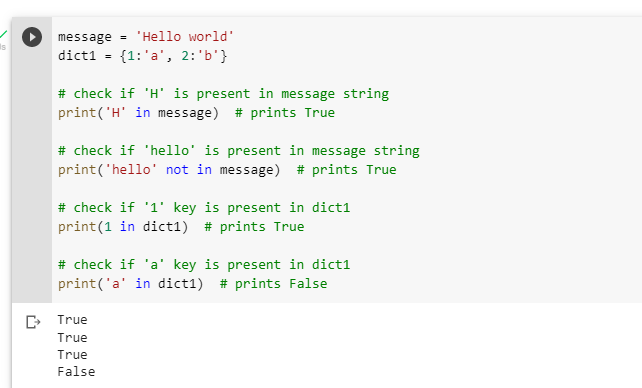 message = 'Hello world'
dict1 = {1:'a', 2:'b'}
# check if 'H' is present in message string
print('H' in message)  # prints True
# check if 'hello' is present in message string
print('hello' not in message)  # prints True
# check if '1' key is present in dict1
print(1 in dict1)  # prints True
# check if 'a' key is present in dict1
print('a' in dict1)  # prints False
True
True
True
False